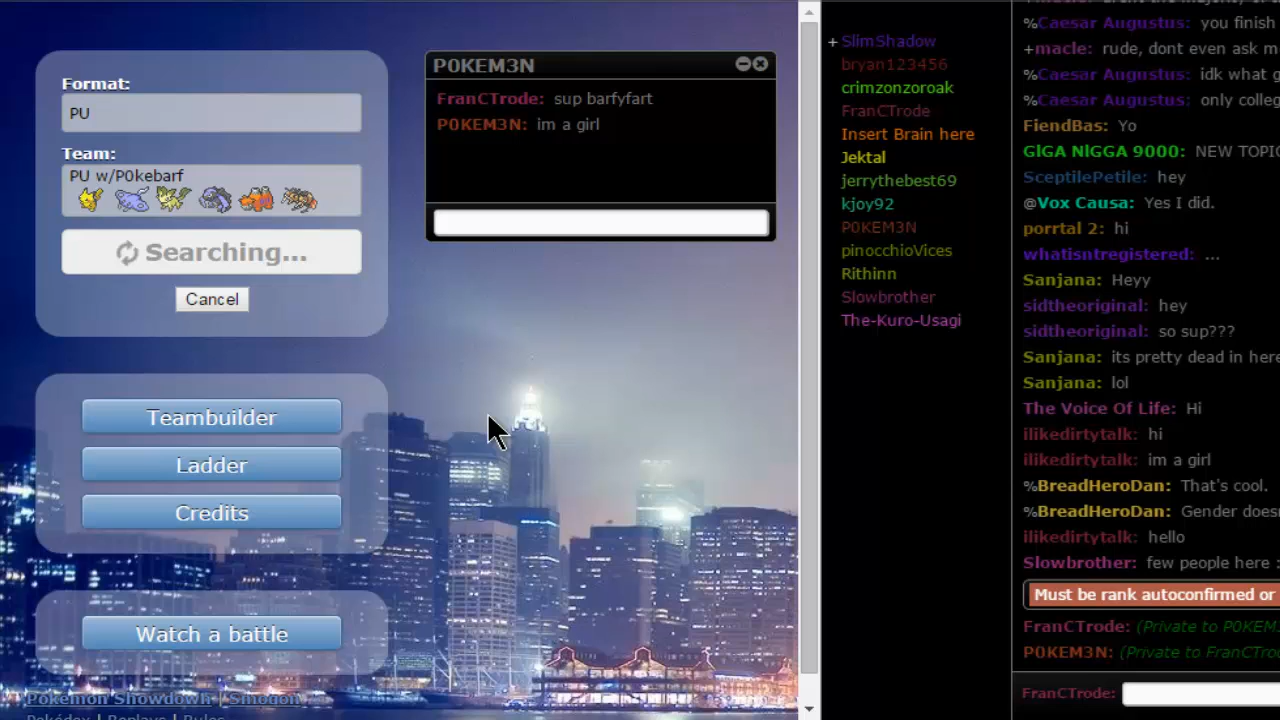 Format:
PU
Team:
PU w/P0kebarf
Searching...
Cancel
Teambuilder
Ladder
Credits
Watch a battle
Pokemon Showdown | Smogon
Pokédex | Replays | Rules
P0KEM3N
FranCTrode: sup barfyfart
P0KEM3N: im a girl
+SlimShadow
bryan123456
crimzonzoroak
FranCTrode
Insert Brain here
Jektal
jerrythebest69
kjoy92
P0KEM3N
pinocchioVices
Rithinn
Slowbrother
The-Kuro-Usagi
%Caesar Augustus: you finish
+macle: rude, dont even ask m
%Caesar Augustus: idk what g
%Caesar Augustus: only colleg
FiendBas: Yo
GlGA NlGGA 9000: NEW TOPIC
SceptilePetile: hey
@Vox Causa: Yes I did.
porrtal 2: hi
whatisntregistered: ...
Sanjana: Heyy
sidtheoriginal: hey
sidtheoriginal: so sup???
Sanjana: its pretty dead in here
Sanjana: lol
The Voice Of Life: Hi
ilikedirtytalk: hi
ilikedirtytalk: im a girl
%BreadHeroDan: That's cool.
%BreadHeroDan: Gender does
ilikedirtytalk: hello
Slowbrother: few people here :
Must be rank autoconfirmed or
FranCTrode: (Private to P0KEM
P0KEM3N: (Private to FranCTro
FranCTrode: